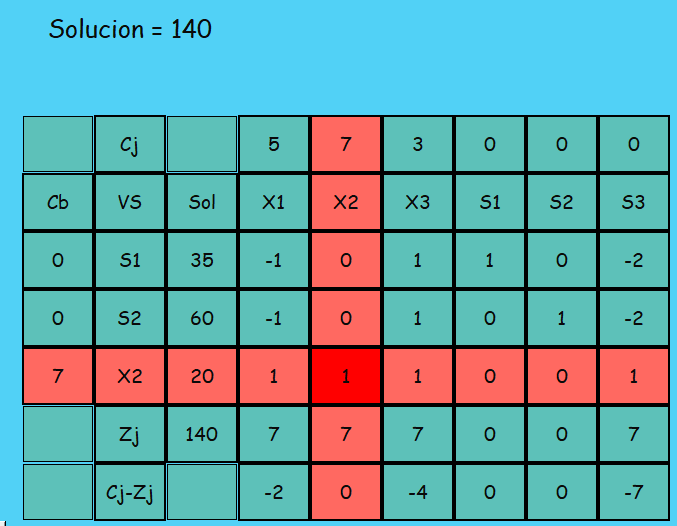 Solucion = 140
Cj 5 7 3 0 0 0
Cb VS Sol X1 X2 X3 S1 S2 S3
0 S1 35 -1 0 1 1 0 -2
0 S2 60 -1 0 1 0 1 -2
7 X2 20 1 1 1 0 0 1
Zj 140 7 7 7 0 0 7
Cj-Zj -2 0 -4 0 0 -7